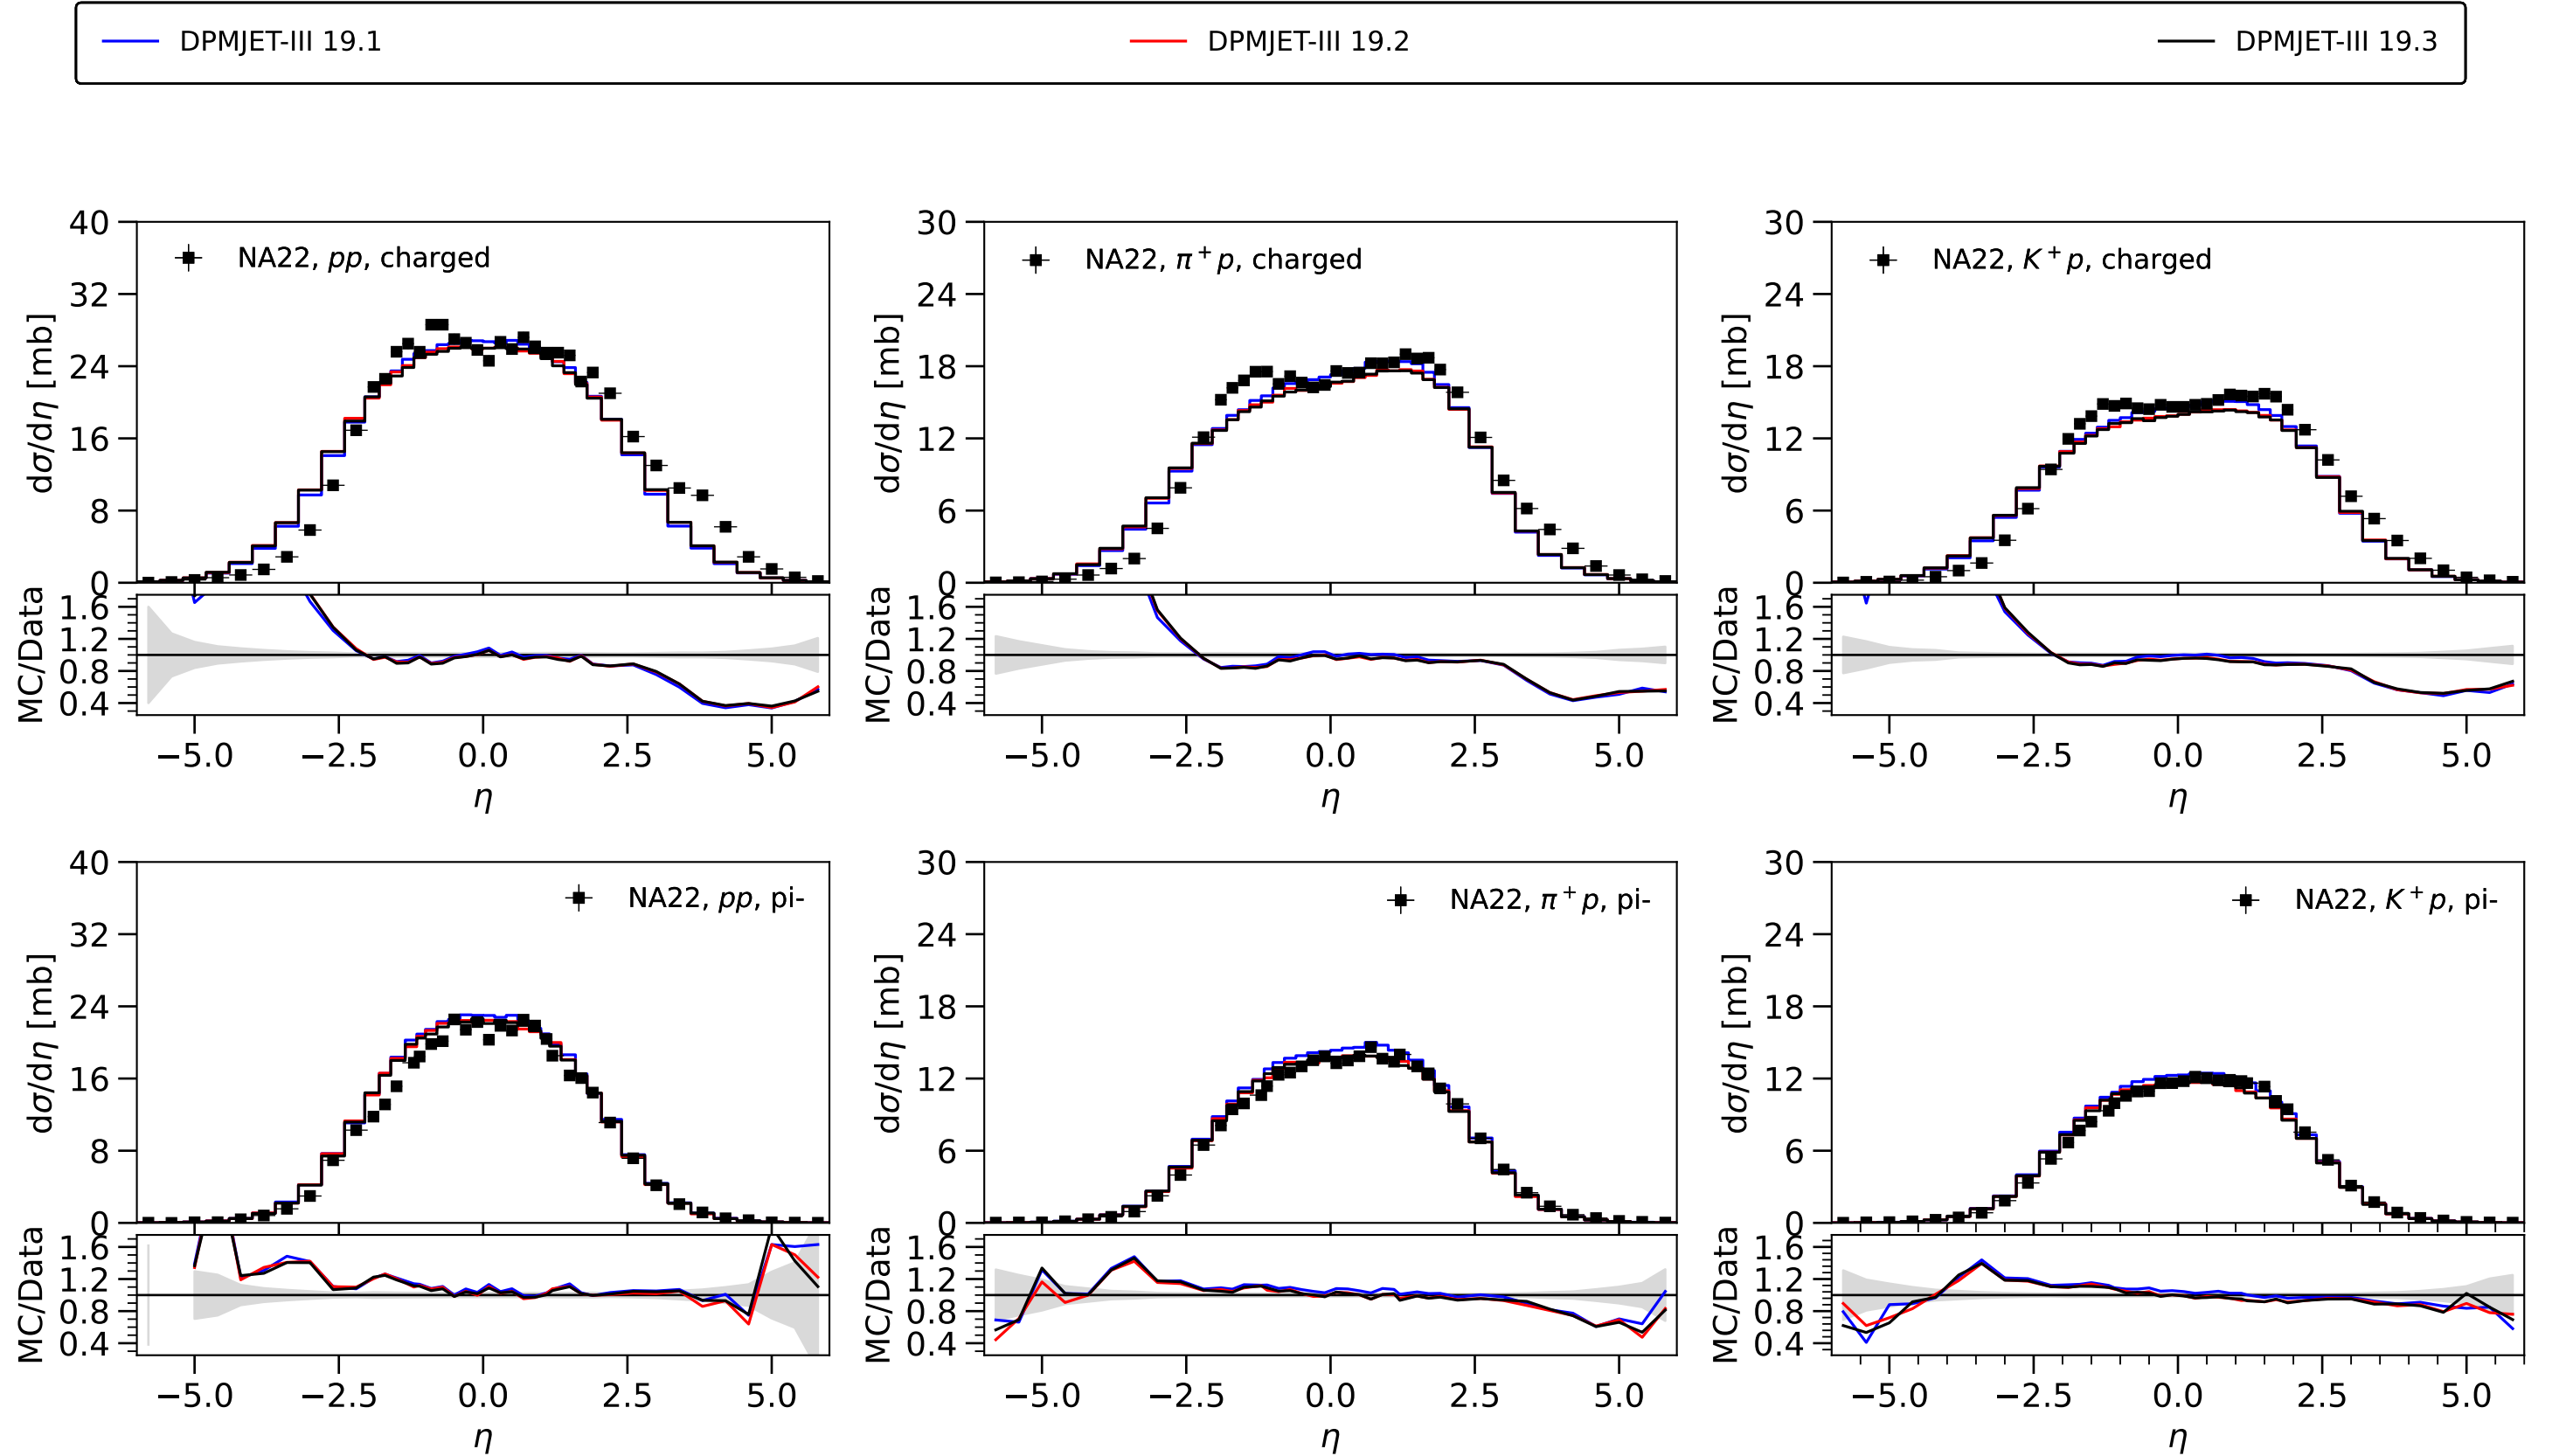 DPMJET-III 19.1
DPMJET-III 19.2
DPMJET-III 19.3
40
32
24
16
8
0
dσ/dη [mb]
NA22, pp, charged
1.6
1.2
0.8
0.4
MC/Data
−5.0 −2.5 0.0 2.5 5.0
η
30
24
18
12
6
0
dσ/dη [mb]
NA22, π⁺p, charged
1.6
1.2
0.8
0.4
MC/Data
−5.0 −2.5 0.0 2.5 5.0
η
30
24
18
12
6
0
dσ/dη [mb]
NA22, K⁺p, charged
1.6
1.2
0.8
0.4
MC/Data
−5.0 −2.5 0.0 2.5 5.0
η
40
32
24
16
8
0
dσ/dη [mb]
NA22, pp, pi-
1.6
1.2
0.8
0.4
MC/Data
−5.0 −2.5 0.0 2.5 5.0
η
30
24
18
12
6
0
dσ/dη [mb]
NA22, π⁺p, pi-
1.6
1.2
0.8
0.4
MC/Data
−5.0 −2.5 0.0 2.5 5.0
η
30
24
18
12
6
0
dσ/dη [mb]
NA22, K⁺p, pi-
1.6
1.2
0.8
0.4
MC/Data
−5.0 −2.5 0.0 2.5 5.0
η